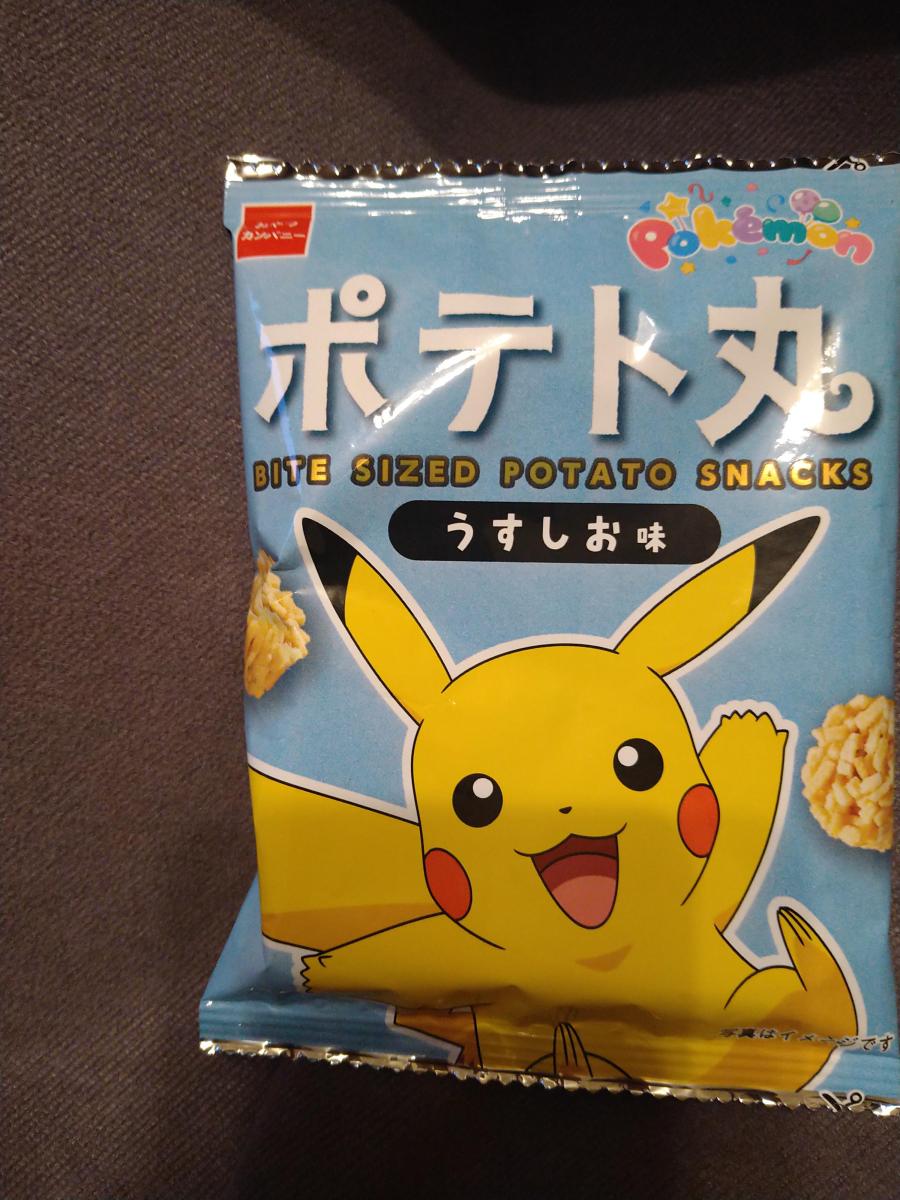 おやつ
カンパニー
Pokémon
ポテト丸
BITE SIZED POTATO SNACKS
うすしお味
写真はイメージです